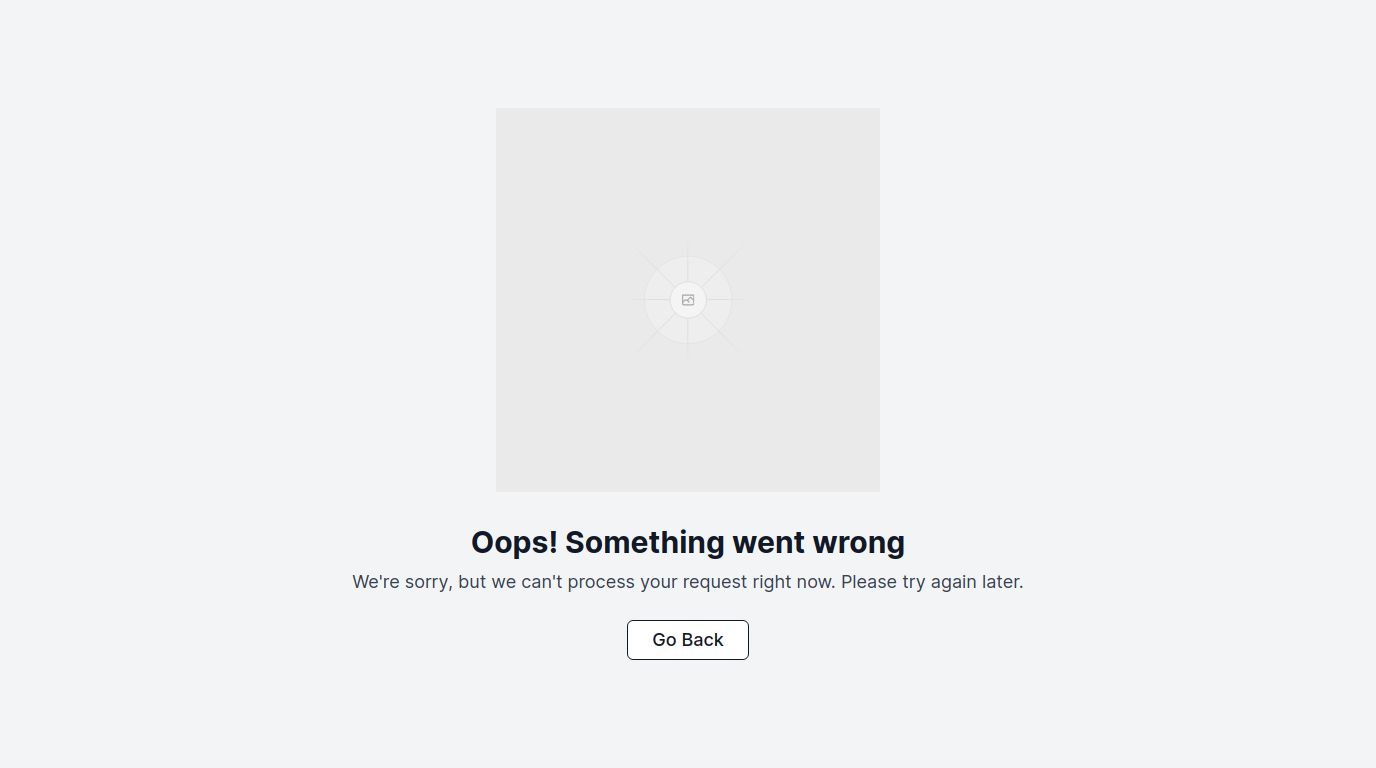 Oops! Something went wrong
We're sorry, but we can't process your request right now. Please try again later.
Go Back